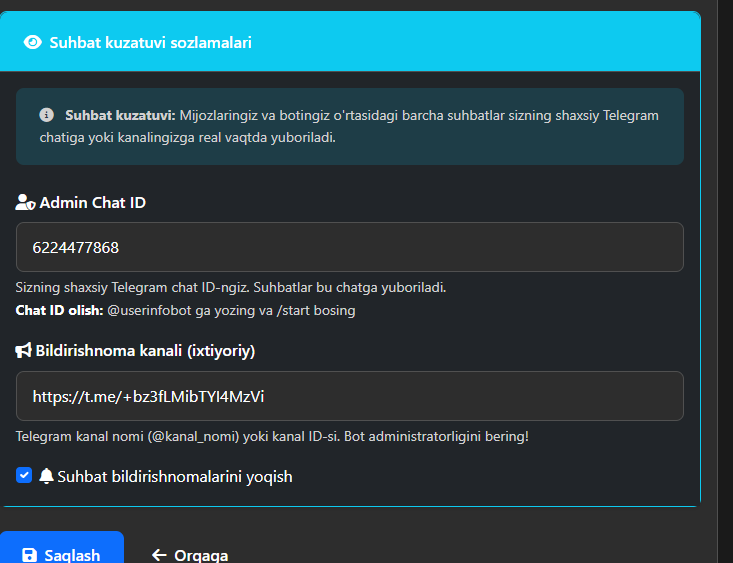 Suhbat kuzatuvi sozlamalari
Suhbat kuzatuvi: Mijozlaringiz va botingiz o'rtasidagi barcha suhbatlar sizning shaxsiy Telegram
chatiga yoki kanalingizga real vaqtda yuboriladi.
Admin Chat ID
6224477868
Sizning shaxsiy Telegram chat ID-ngiz. Suhbatlar bu chatga yuboriladi.
Chat ID olish: @userinfobot ga yozing va /start bosing
Bildirishnoma kanali (ixtiyoriy)
https://t.me/+bz3fLMibTYI4MzVi
Telegram kanal nomi (@kanal_nomi) yoki kanal ID-si. Bot administratorligini bering!
Suhbat bildirishnomalarini yoqish
Saqlash
Orqaga